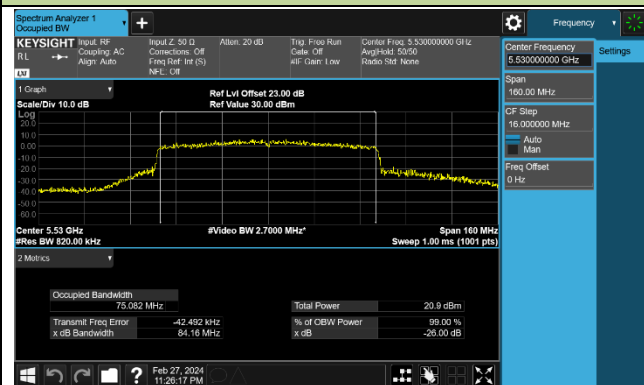 Spectrum Analyzer 1
Occupied BW
Frequency
KEYSIGHT
Input: RF
Input Z: 50 Ω
Atten: 20 dB
Trig: Free Run
Center Freq: 5.530000000 GHz
RL
Coupling: AC
Corrections: Off
Gate: Off
Avg|Hold: 50/50
Align: Auto
Freq Ref: Int (S)
#IF Gain: Low
Radio Std: None
LXI
NFE: Off
Center Frequency
5.530000000 GHz
Settings
Span
160.00 MHz
CF Step
16.000000 MHz
Auto
Man
Freq Offset
0 Hz
1 Graph
Ref Lvl Offset 23.00 dB
Scale/Div 10.0 dB
Ref Value 30.00 dBm
Log
20.0
10.0
0.00
-10.0
-20.0
-30.0
-40.0
-50.0
-60.0
Center 5.53 GHz
#Video BW 2.7000 MHz*
Span 160 MHz
#Res BW 820.00 kHz
Sweep 1.00 ms (1001 pts)
2 Metrics
Occupied Bandwidth
75.082 MHz
Total Power
20.9 dBm
Transmit Freq Error
-42.492 kHz
% of OBW Power
99.00 %
x dB Bandwidth
84.16 MHz
x dB
-26.00 dB
?
Feb 27, 2024
11:26:17 PM